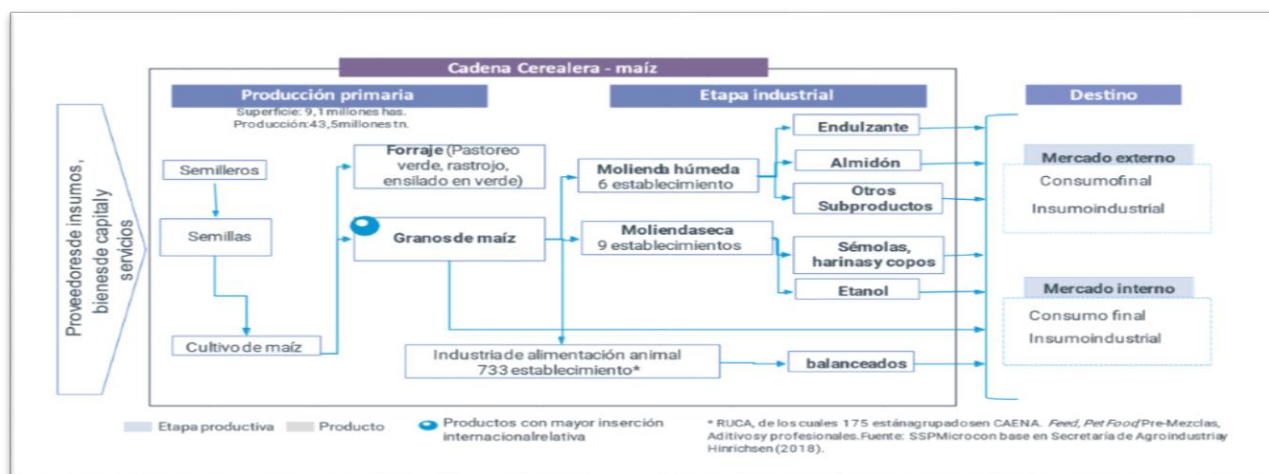 Cadena Cerealera - maíz
Proveedoresde insumos,
bienesde capitaly
servicios
Producción primaria
Superficie: 9,1millones has.
Producción:43,5millones tn.
Semilleros
Semillas
Cultivo de maíz
Forraje (Pastoreo
verde, rastrojo,
ensilado en verde)
Granosde maíz
Etapa industrial
Molienda húmeda
6 establecimiento
Moliendaseca
9 establecimientos
Industriade alimentación animal
733 establecimiento*
Endulzante
Almidón
Otros
Subproductos
Sémolas,
harinasy copos
Etanol
balanceados
Destino
Mercado externo
Consumofinal
Insumoindustrial
Mercado interno
Consumo final
Insumoindustrial
Etapa productiva
Producto
Productos con mayor inserción
internacionalrelativa
* RUCA, de los cuales 175 estánagrupadosen CAENA. Feed, Pet Food Pre-Mezclas,
Aditivosy profesionales.Fuente: SSPMicrocon base en Secretaría de Agroindustriay
Hinrichsen (2018).